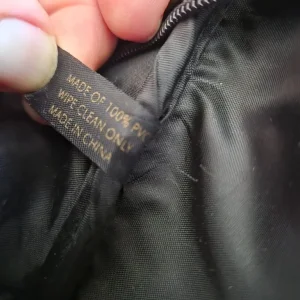 MADE OF 100% PVC
WIPE CLEAN ONLY
MADE IN CHINA